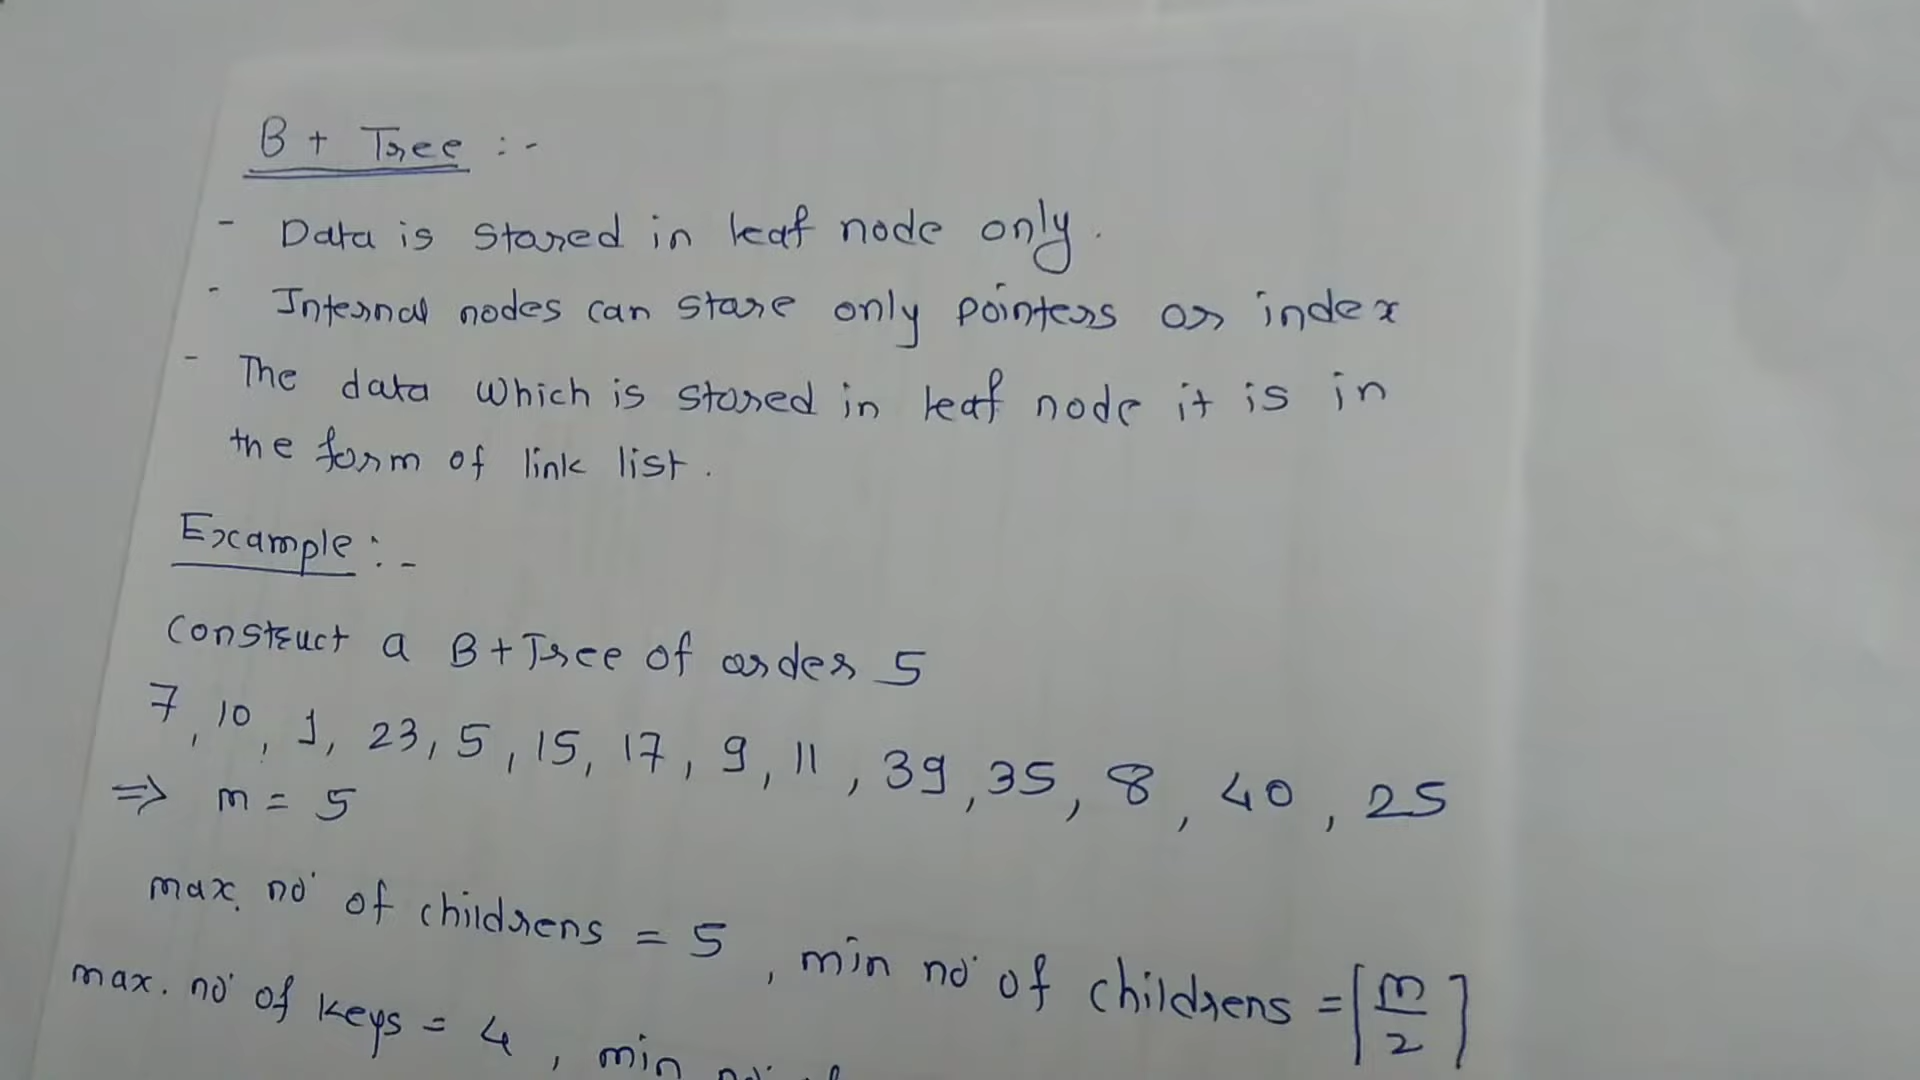 B + Tree :-
- Data is stored in leaf node only.
- Internal nodes can store only pointers or index
- The data which is stored in leaf node it is in
the form of link list.
Example :-
Construct a B+Tree of order 5
7, 10, 1, 23, 5, 15, 17, 9, 11, 39, 35, 8, 40, 25
⇒ m = 5
max. no. of childrens = 5, min no. of childrens = ⌈m/2⌉
max. no. of keys = 4, min no.